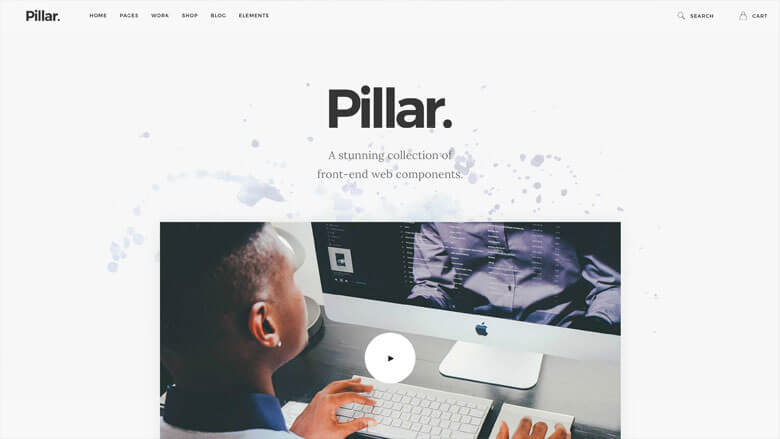 Pillar.
HOME PAGES WORK SHOP BLOG ELEMENTS
SEARCH CART
Pillar.
A stunning collection of
front-end web components.